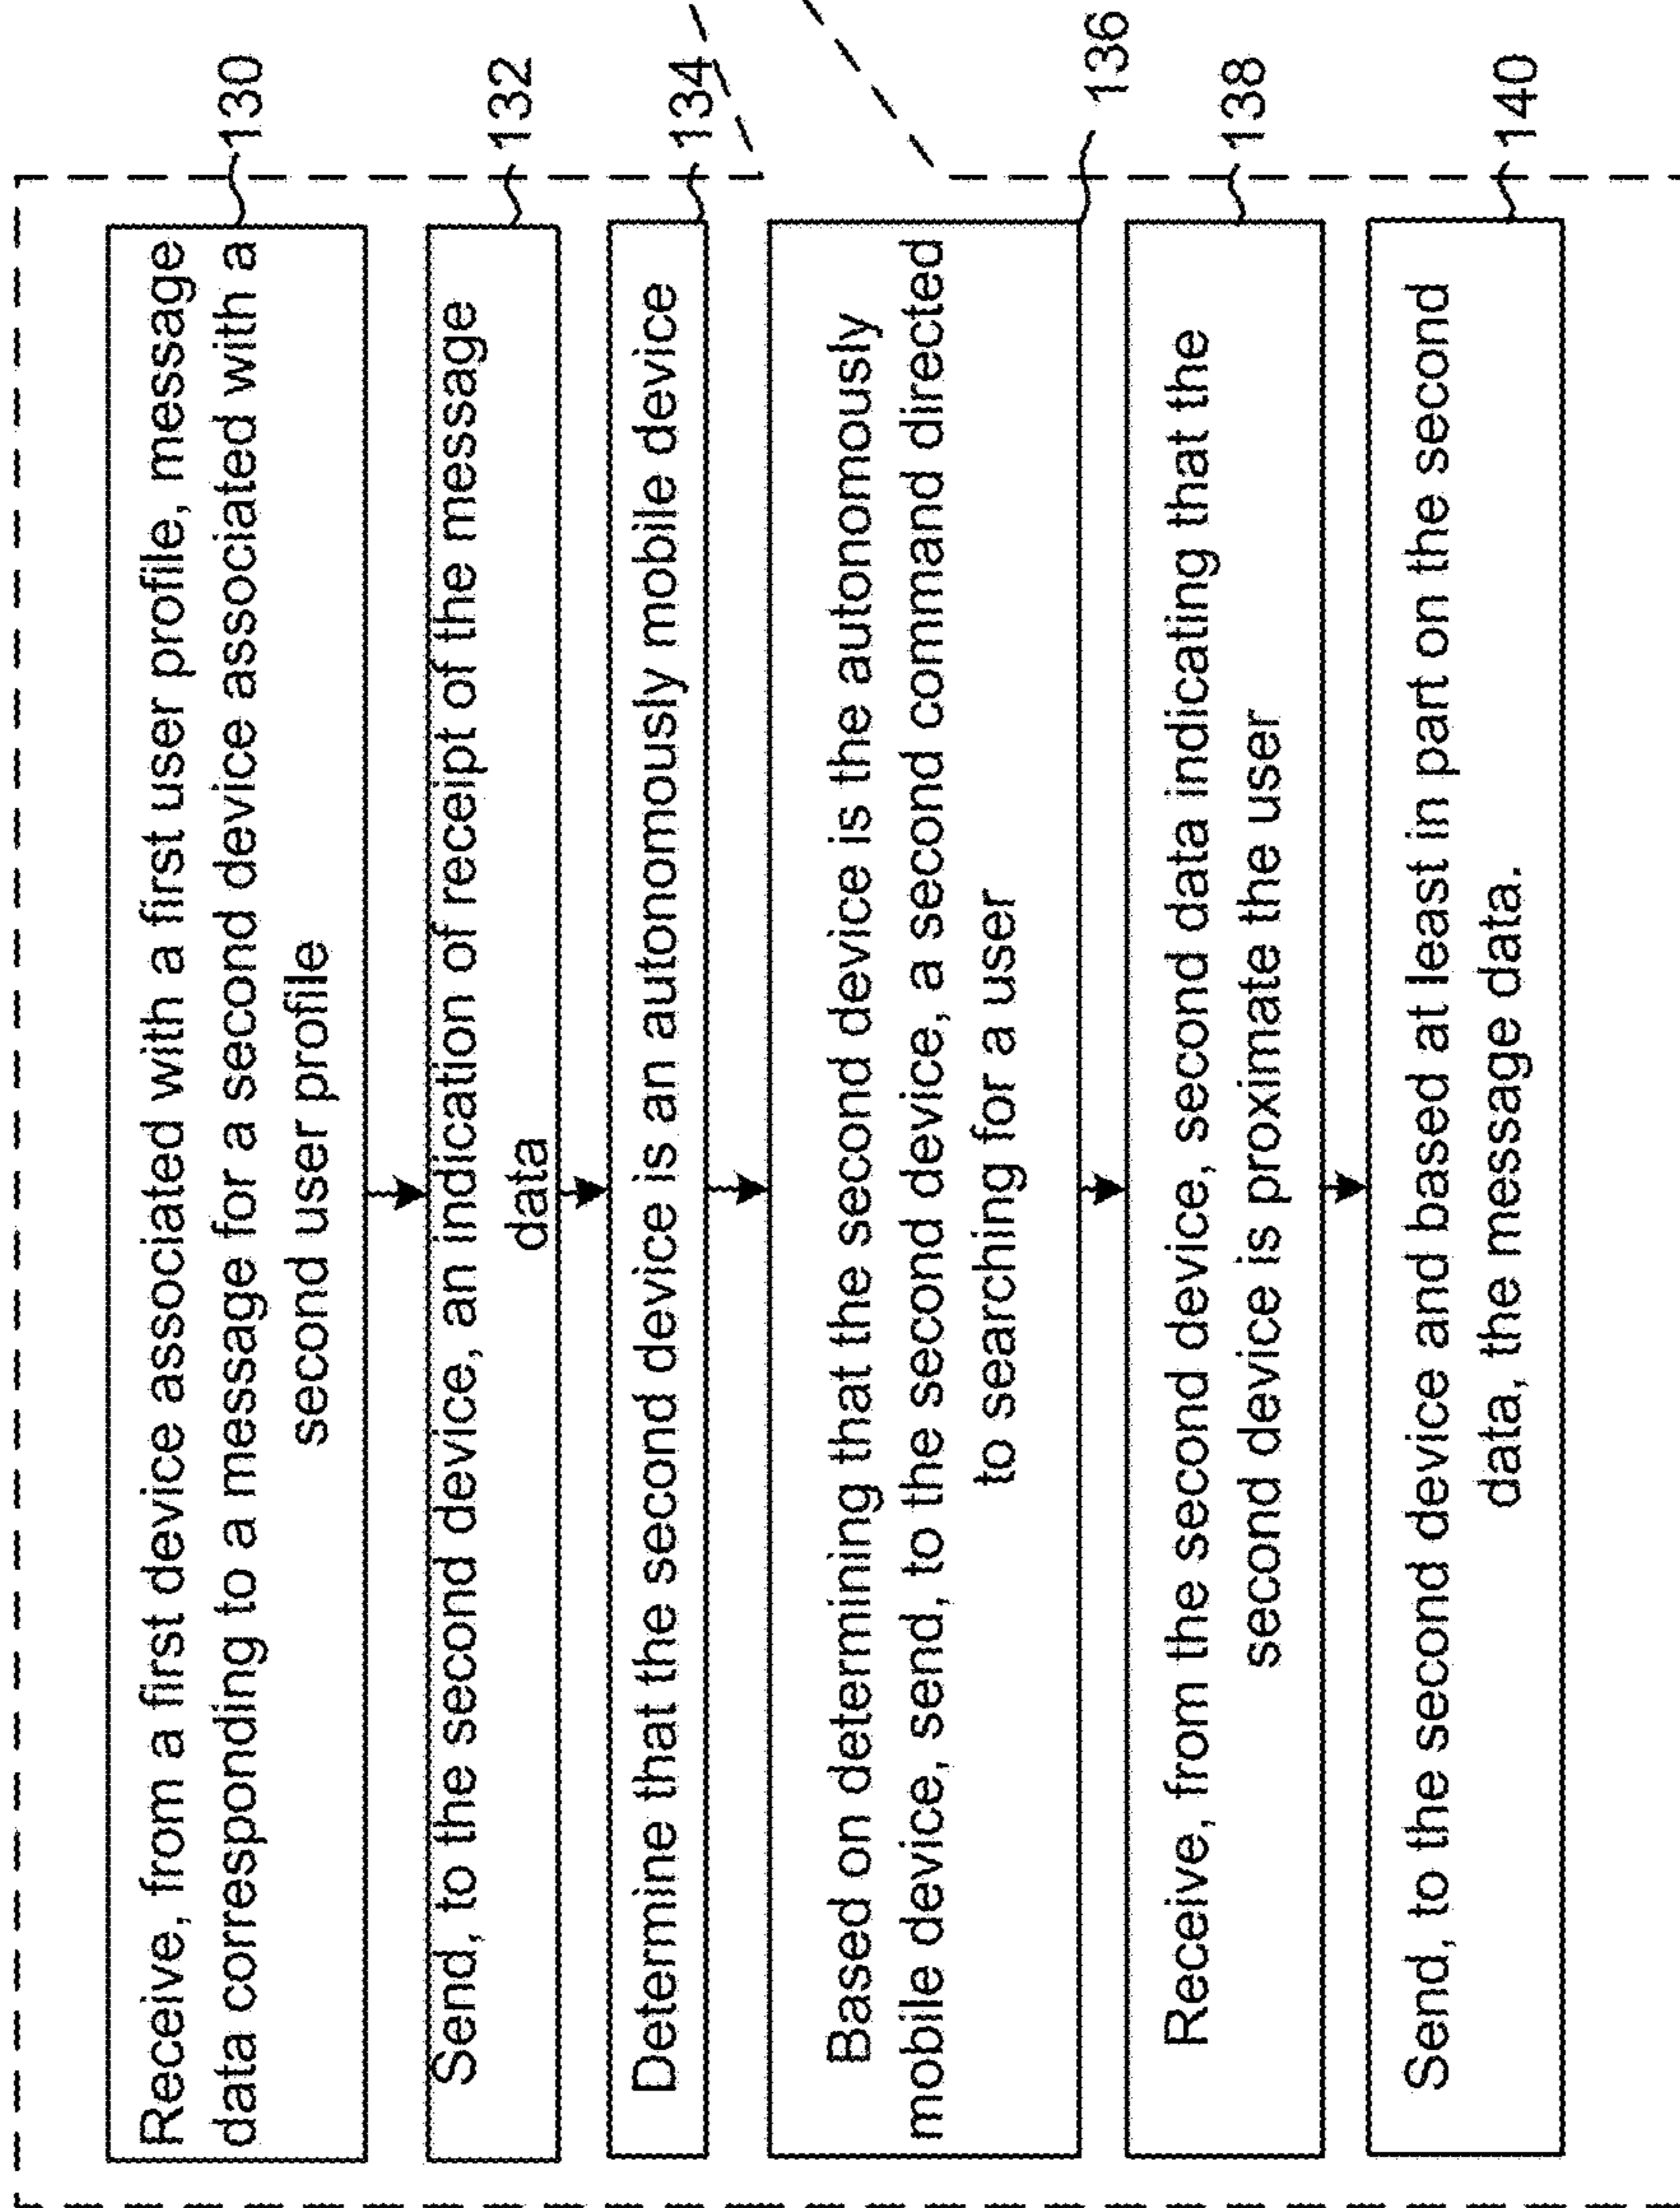 Receive, from a first device associated with a first user profile, message
data corresponding to a message for a second device associated with a
second user profile
130
Send, to the second device, an indication of receipt of the message
data
132
Determine that the second device is an autonomously mobile device
134
Based on determining that the second device is the autonomously
mobile device, send, to the second device, a second command directed
to searching for a user
136
Receive, from the second device, second data indicating that the
second device is proximate the user
138
Send, to the second device and based at least in part on the second
data, the message data.
140